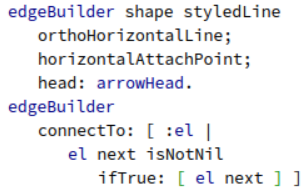 edgeBuilder shape styledLine
orthoHorizontalLine;
horizontalAttachPoint;
head: arrowHead.
edgeBuilder
connectTo: [ :el |
el next isNotNil
ifTrue: [ el next ] ]